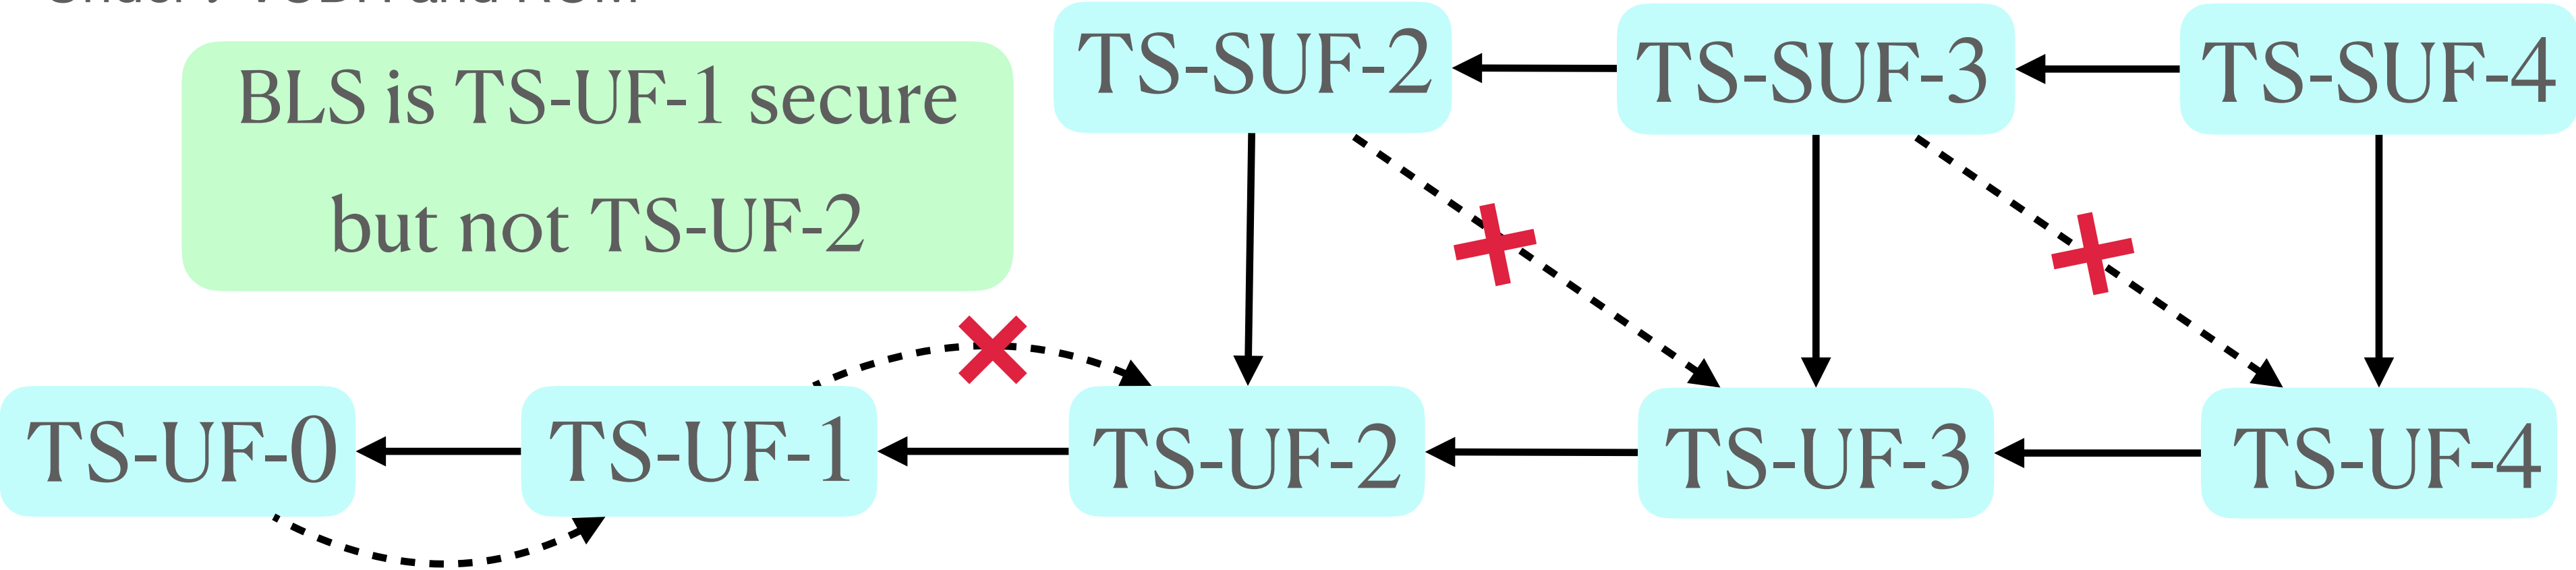 BLS is TS-UF-1 secure
but not TS-UF-2
TS-SUF-2
TS-SUF-3
TS-SUF-4
TS-UF-0
TS-UF-1
TS-UF-2
TS-UF-3
TS-UF-4